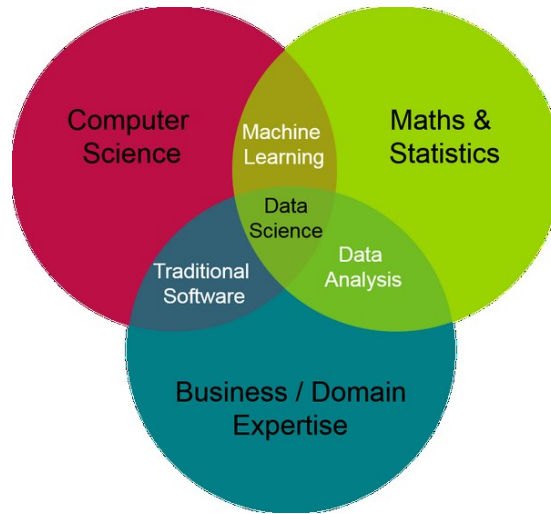 Computer
Science
Machine
Learning
Maths &
Statistics
Data
Science
Traditional
Software
Data
Analysis
Business / Domain
Expertise